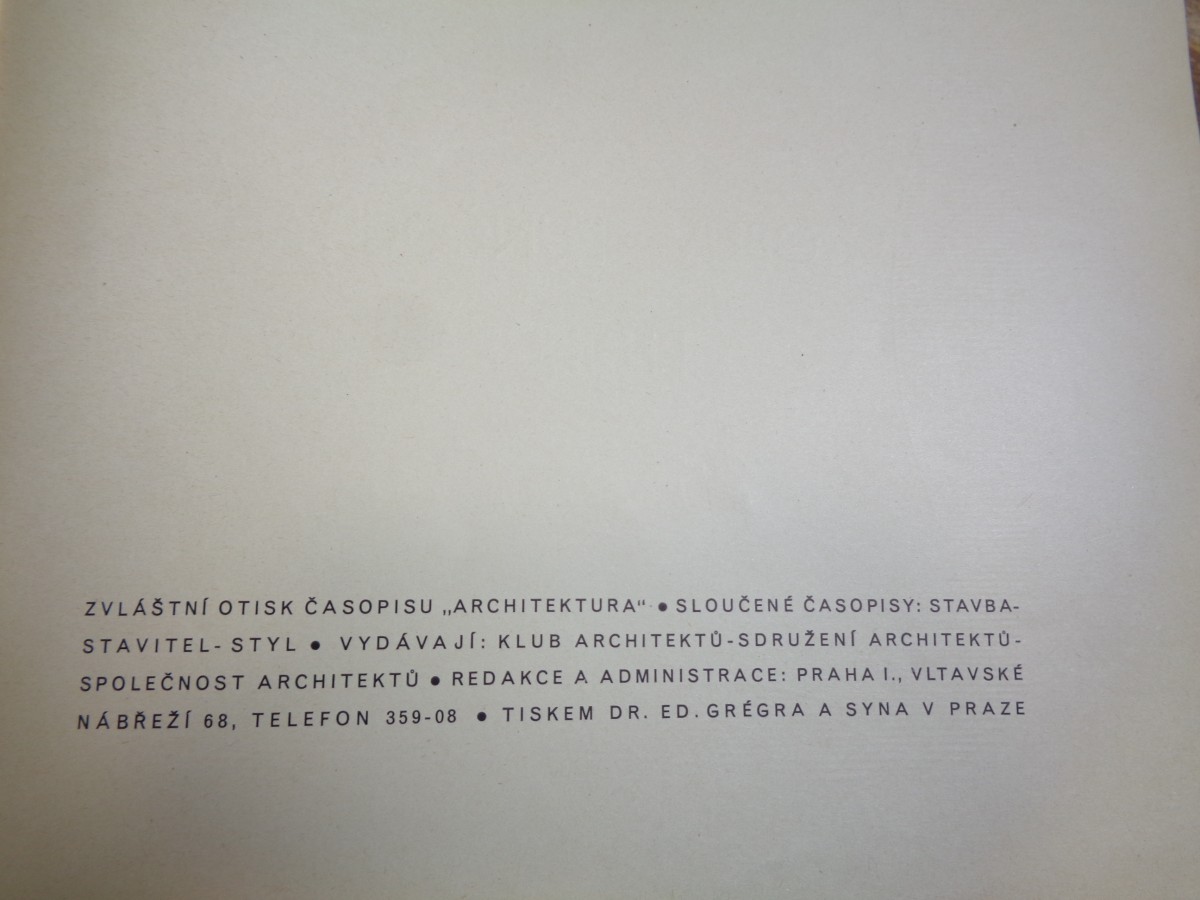 ZVLÁŠTNÍ OTISK ČASOPISU „ARCHITEKTURA“ ● SLOUČENÉ ČASOPISY: STAVBA-
STAVITEL- STYL ● VYDÁVAJÍ: KLUB ARCHITEKTŮ-SDRUŽENÍ ARCHITEKTŮ-
SPOLEČNOST ARCHITEKTŮ ● REDAKCE A ADMINISTRACE: PRAHA I., VLTAVSKÉ
NÁBŘEŽÍ 68, TELEFON 359-08 ● TISKEM DR. ED. GRÉGRA A SYNA V PRAZE